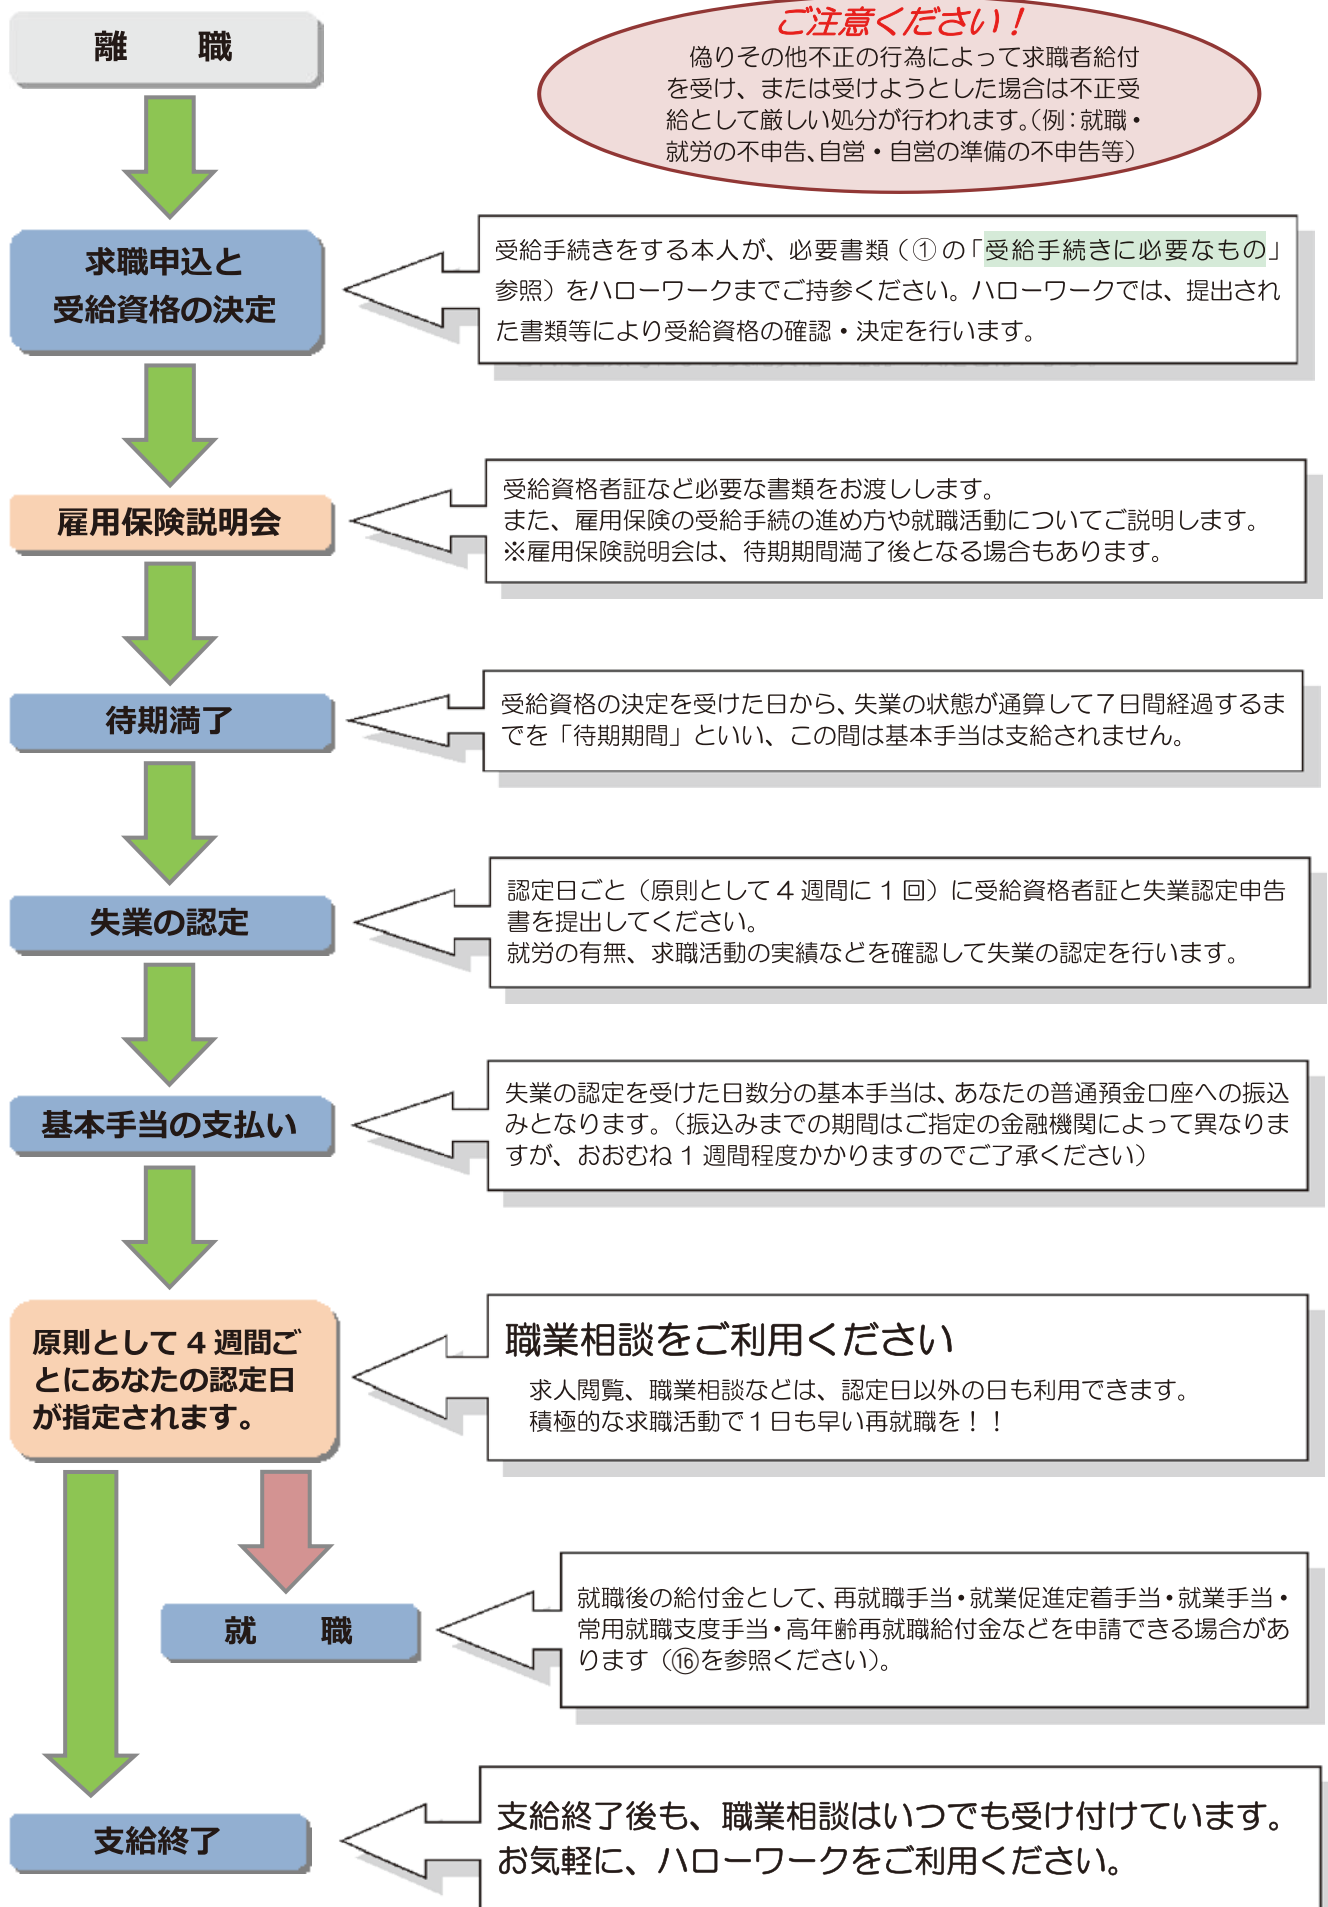 離　職
ご注意ください！
偽りその他不正の行為によって求職者給付
を受け、または受けようとした場合は不正受
給として厳しい処分が行われます。（例：就職・
就労の不申告、自営・自営の準備の不申告等）
求職申込と
受給資格の決定
受給手続きをする本人が、必要書類（①の「受給手続きに必要なもの」
参照）をハローワークまでご持参ください。ハローワークでは、提出され
た書類等により受給資格の確認・決定を行います。
雇用保険説明会
受給資格者証など必要な書類をお渡しします。
また、雇用保険の受給手続の進め方や就職活動についてご説明します。
※雇用保険説明会は、待期期間満了後となる場合もあります。
待期満了
受給資格の決定を受けた日から、失業の状態が通算して７日間経過するま
でを「待期期間」といい、この間は基本手当は支給されません。
失業の認定
認定日ごと（原則として４週間に１回）に受給資格者証と失業認定申告
書を提出してください。
就労の有無、求職活動の実績などを確認して失業の認定を行います。
基本手当の支払い
失業の認定を受けた日数分の基本手当は、あなたの普通預金口座への振込
みとなります。（振込みまでの期間はご指定の金融機関によって異なりま
すが、おおむね１週間程度かかりますのでご了承ください）
原則として４週間ご
とにあなたの認定日
が指定されます。
職業相談をご利用ください
求人閲覧、職業相談などは、認定日以外の日も利用できます。
積極的な求職活動で１日も早い再就職を！！
就　職
就職後の給付金として、再就職手当・就業促進定着手当・就業手当・
常用就職支度手当・高年齢再就職給付金などを申請できる場合があ
ります（⑯を参照ください）。
支給終了
支給終了後も、職業相談はいつでも受け付けています。
お気軽に、ハローワークをご利用ください。